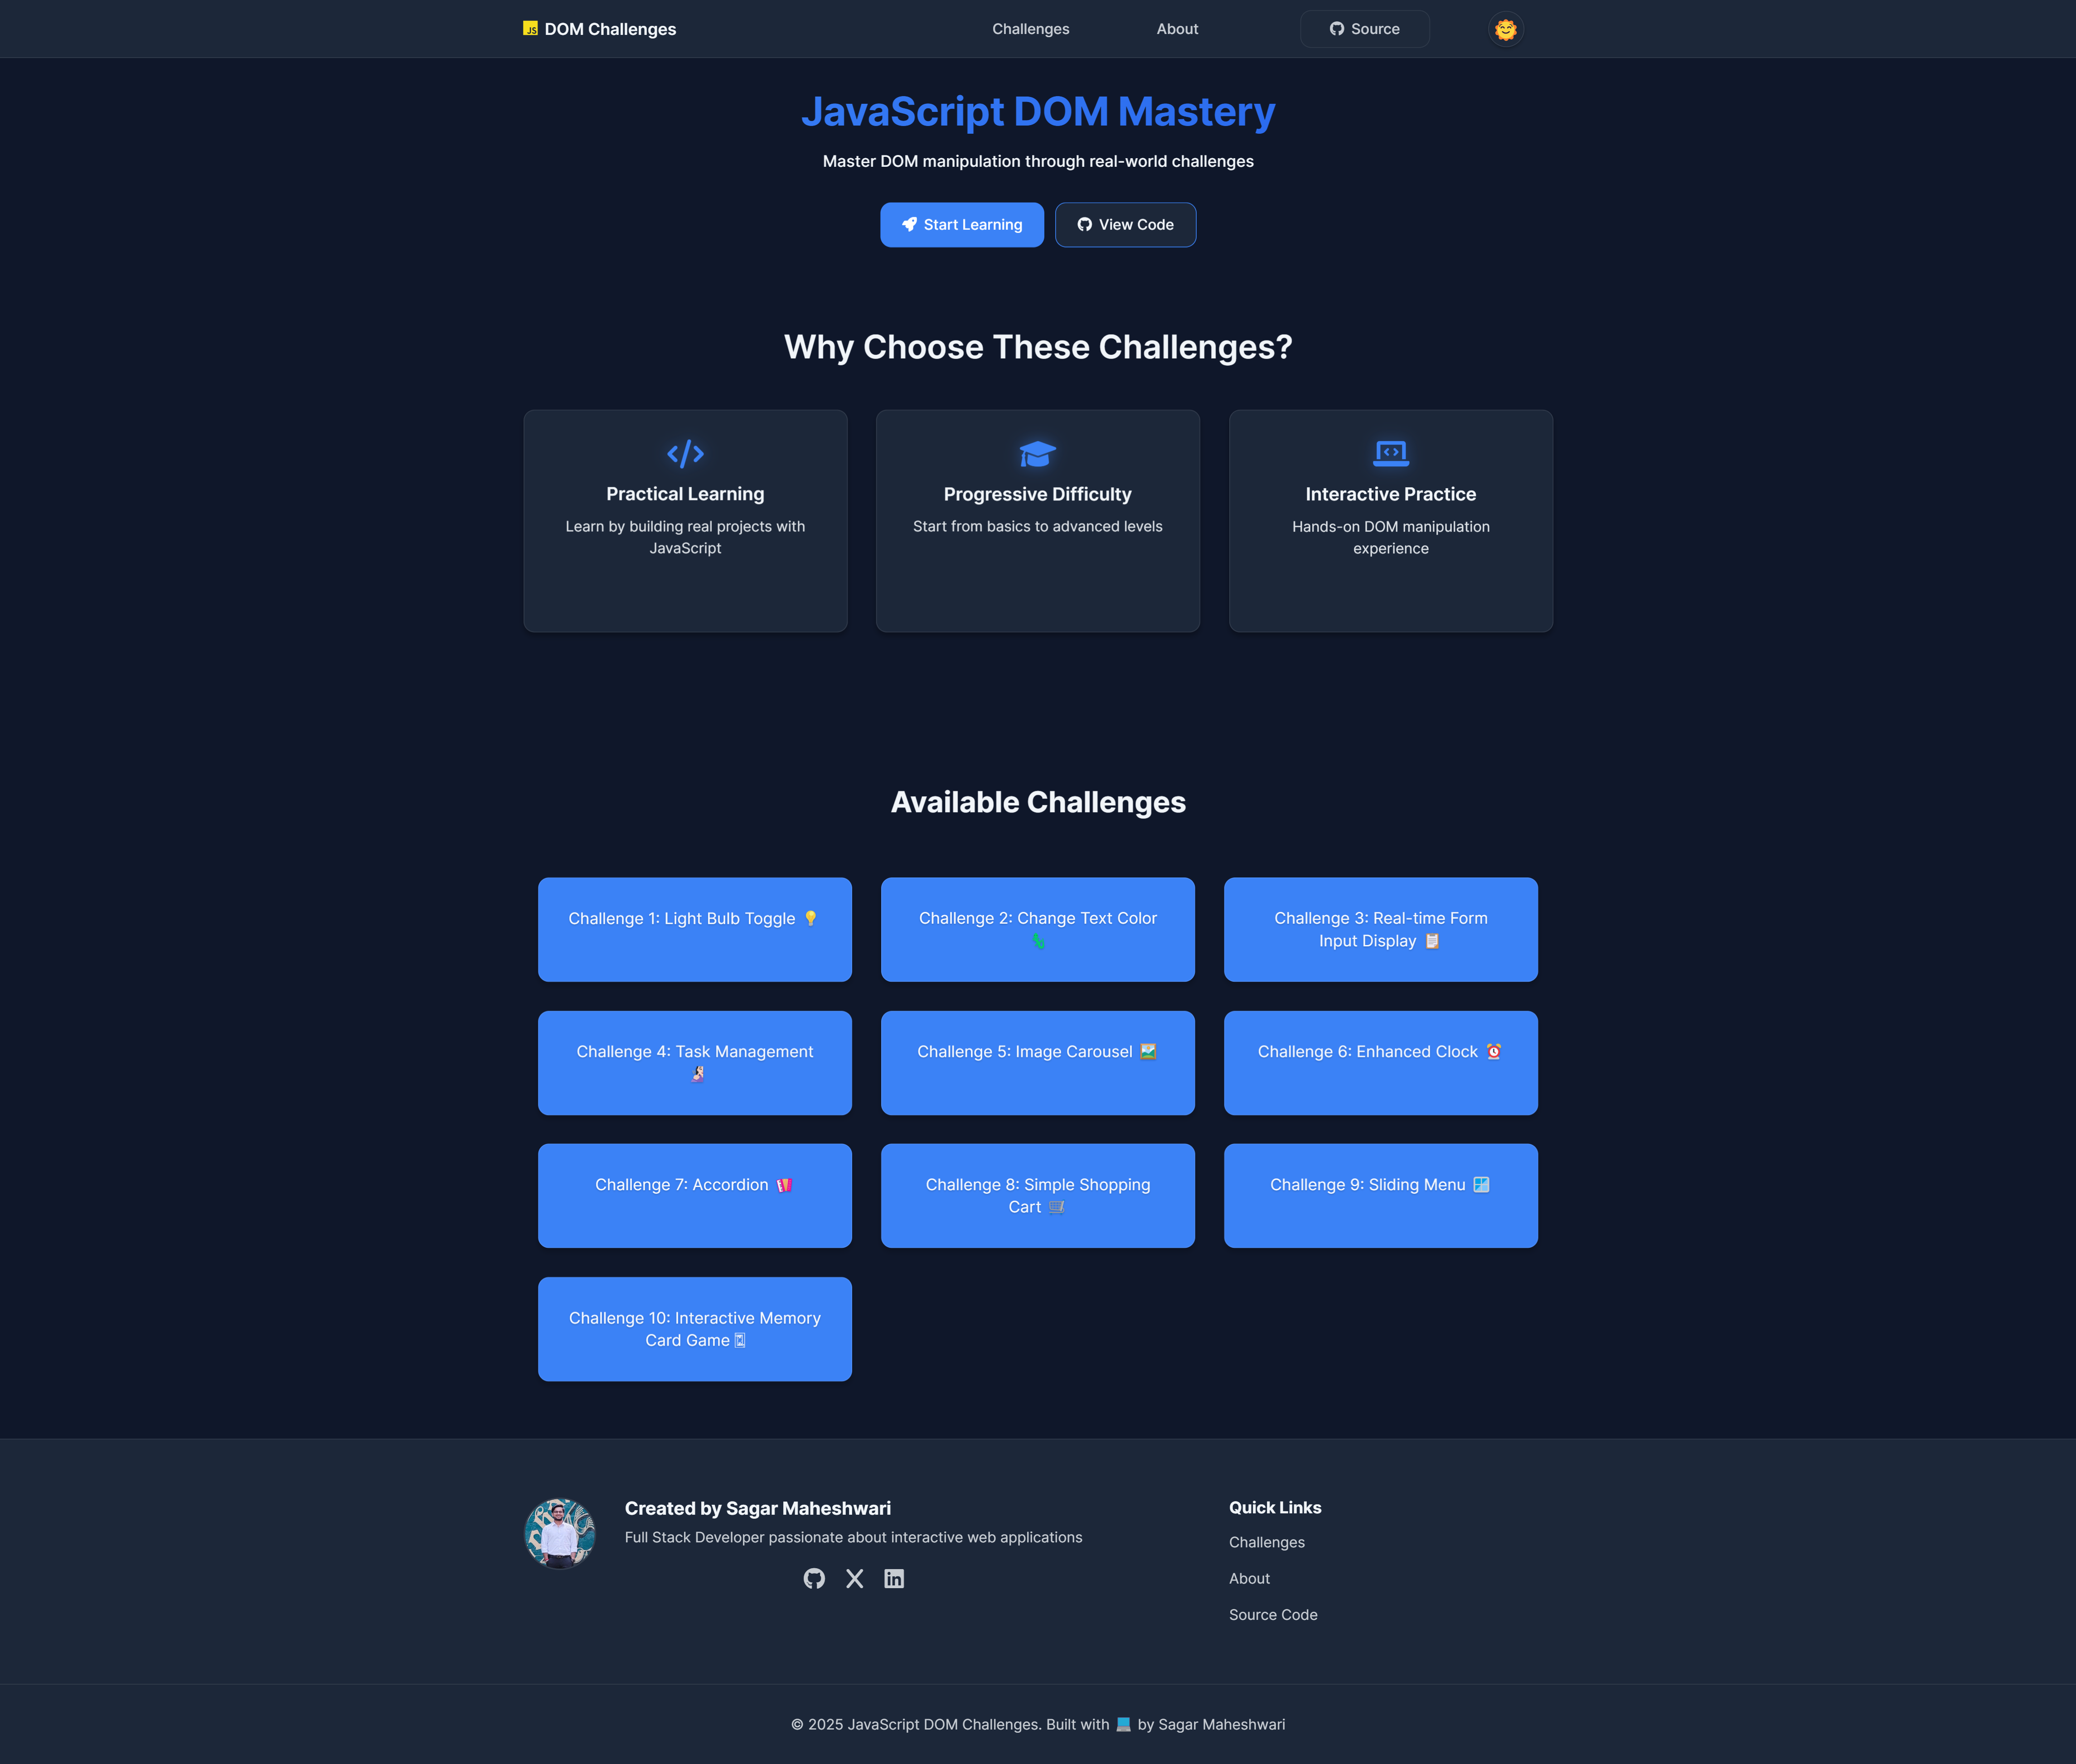 JS DOM Challenges
Challenges
About
Source
JavaScript DOM Mastery
Master DOM manipulation through real-world challenges
Start Learning
View Code
Why Choose These Challenges?
Practical Learning
Learn by building real projects with
JavaScript
Progressive Difficulty
Start from basics to advanced levels
Interactive Practice
Hands-on DOM manipulation
experience
Available Challenges
Challenge 1: Light Bulb Toggle 💡
Challenge 2: Change Text Color
🦎
Challenge 3: Real-time Form
Input Display 📋
Challenge 4: Task Management
🤳🏻
Challenge 5: Image Carousel 🖼️
Challenge 6: Enhanced Clock ⏰
Challenge 7: Accordion 🪗
Challenge 8: Simple Shopping
Cart 🛒
Challenge 9: Sliding Menu 🪟
Challenge 10: Interactive Memory
Card Game
Created by Sagar Maheshwari
Full Stack Developer passionate about interactive web applications
Quick Links
Challenges
About
Source Code
© 2025 JavaScript DOM Challenges. Built with 💻 by Sagar Maheshwari